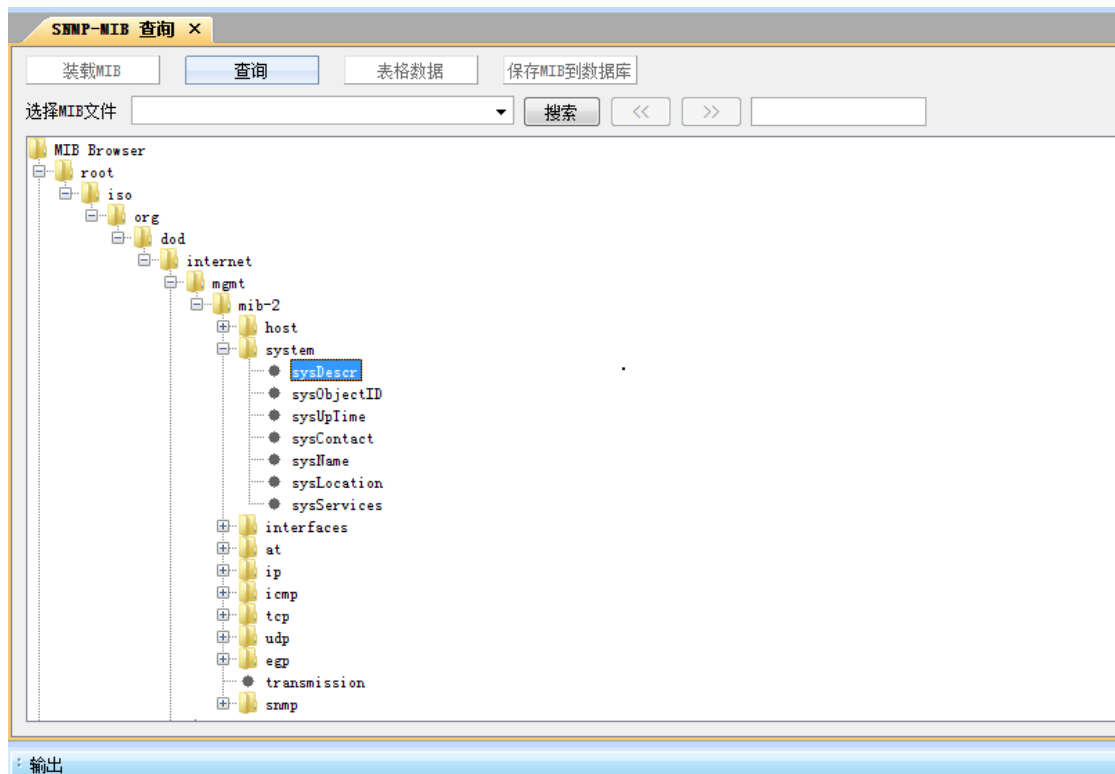 SNMP-MIB 查询 ×
装载MIB 查询 表格数据 保存MIB到数据库
选择MIB文件 搜索 << >>
MIB Browser
root
iso
org
dod
internet
mgmt
mib-2
host
system
sysDescr
sysObjectID
sysUpTime
sysContact
sysName
sysLocation
sysServices
interfaces
at
ip
icmp
tcp
udp
egp
transmission
snmp
输出